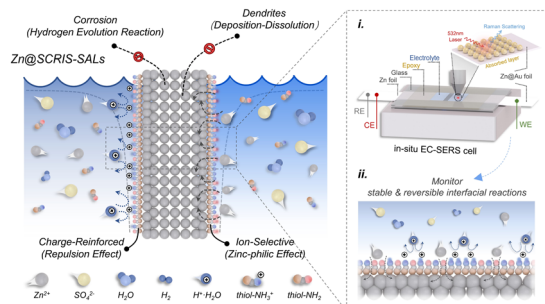 Corrosion
(Hydrogen Evolution Reaction)
Dendrites
(Deposition-Dissolution)
Zn@SCRIS-SALs
Charge-Reinforced
(Repulsion Effect)
Ion-Selective
(Zinc-philic Effect)
Zn²⁺
SO₄²⁻
H₂O
H₂
H⁺·H₂O
thiol-NH₃⁺
thiol-NH₂
i.
Raman Scattering
532nm
Laser
Absorbed layer
Electrolyte
Epoxy
Glass
Zn foil
Zn@Au foil
RE
CE
WE
in-situ EC-SERS cell
Monitor
stable & reversible interfacial reactions
ii.